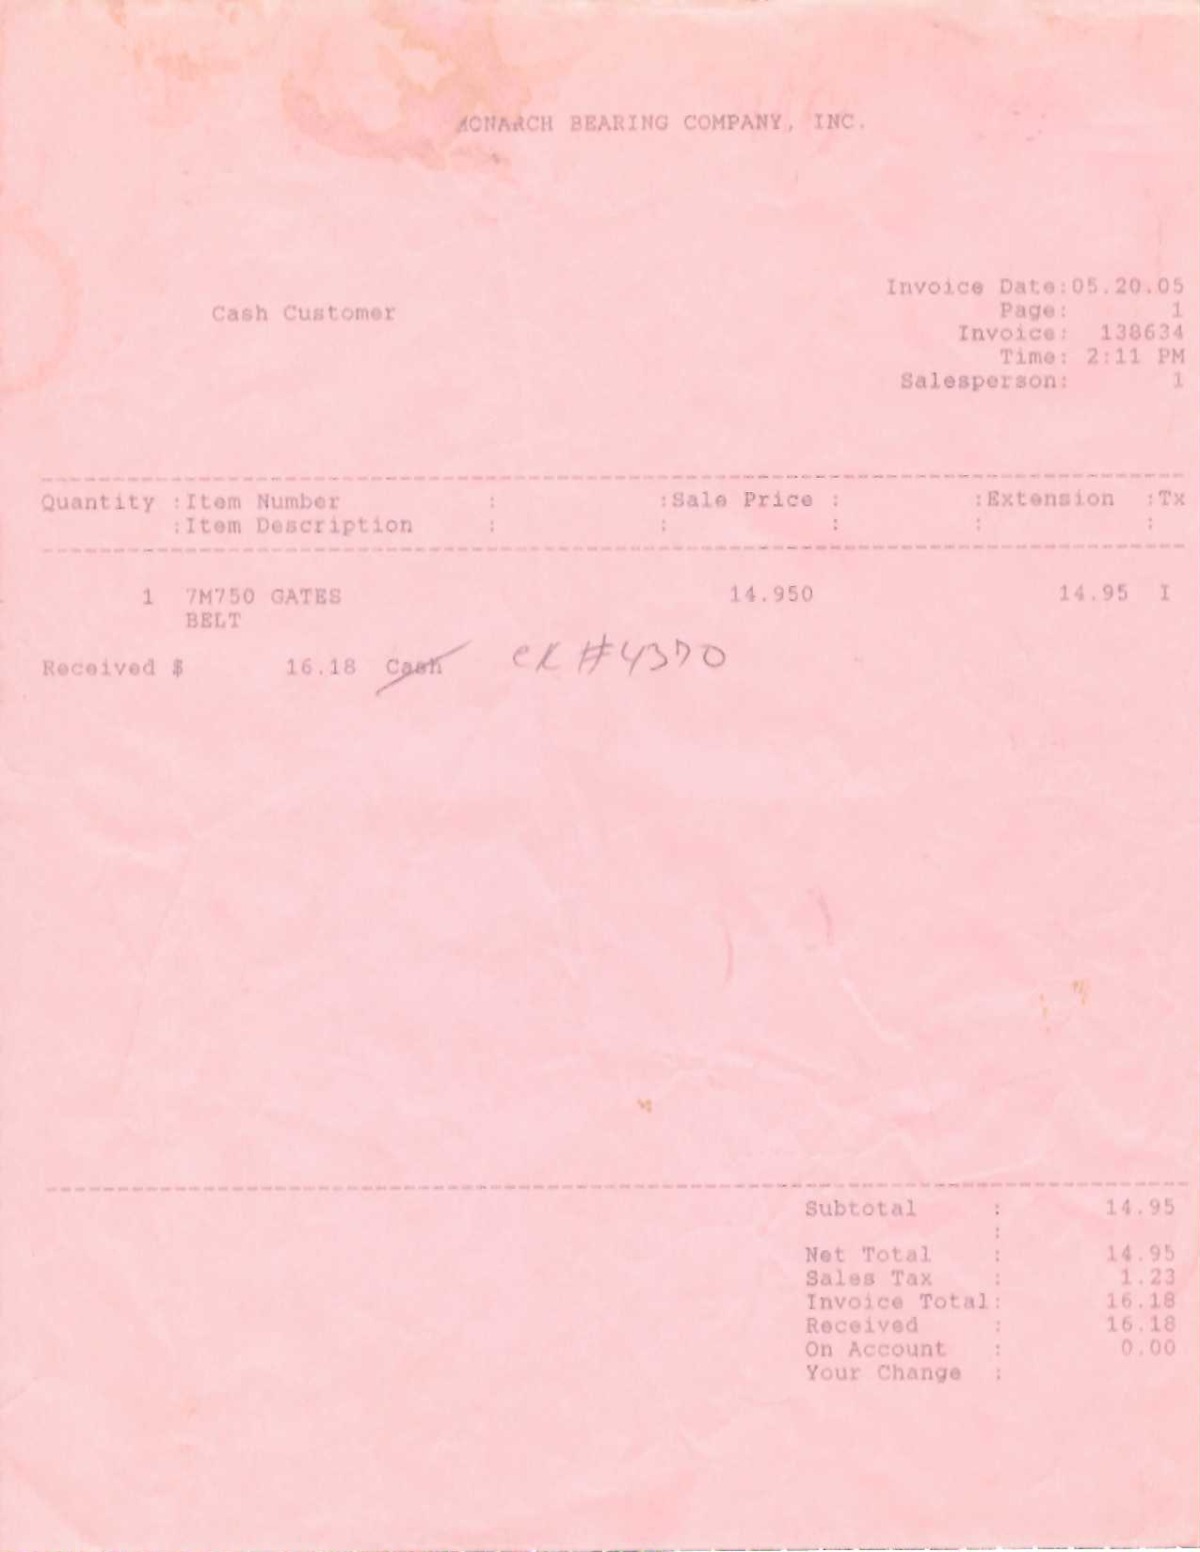 MONARCH BEARING COMPANY, INC.
Cash Customer
Invoice Date:05.20.05
Page: 1
Invoice: 138634
Time: 2:11 PM
Salesperson: 1
Quantity :Item Number : :Sale Price : :Extension :Tx
:Item Description : : : : :
1 7M750 GATES 14.950 14.95 I
BELT
Received $ 16.18 Cash CK #4370
Subtotal : 14.95
:
Net Total : 14.95
Sales Tax : 1.23
Invoice Total: 16.18
Received : 16.18
On Account : 0.00
Your Change :